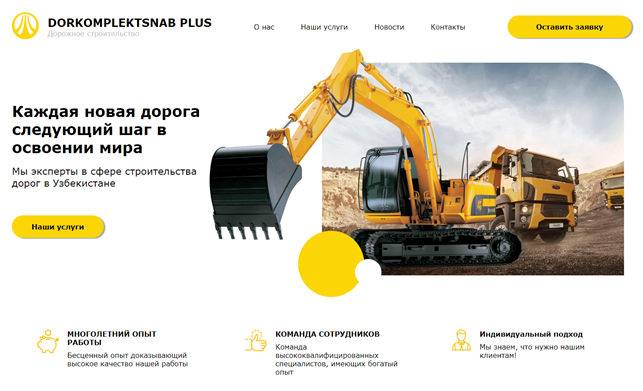 DORKOMPLEKTSNAB PLUS
Дорожное строительство
О нас
Наши услуги
Новости
Контакты
Оставить заявку
Каждая новая дорога
следующий шаг в
освоении мира
Мы эксперты в сфере строительства
дорог в Узбекистане
Наши услуги
МНОГОЛЕТНИЙ ОПЫТ
РАБОТЫ
Бесценный опыт доказывающий
высокое качество нашей работы
КОМАНДА СОТРУДНИКОВ
Команда
высококвалифицированных
специалистов, имеющих богатый
опыт
Индивидуальный подход
Мы знаем, что нужно нашим
клиентам!